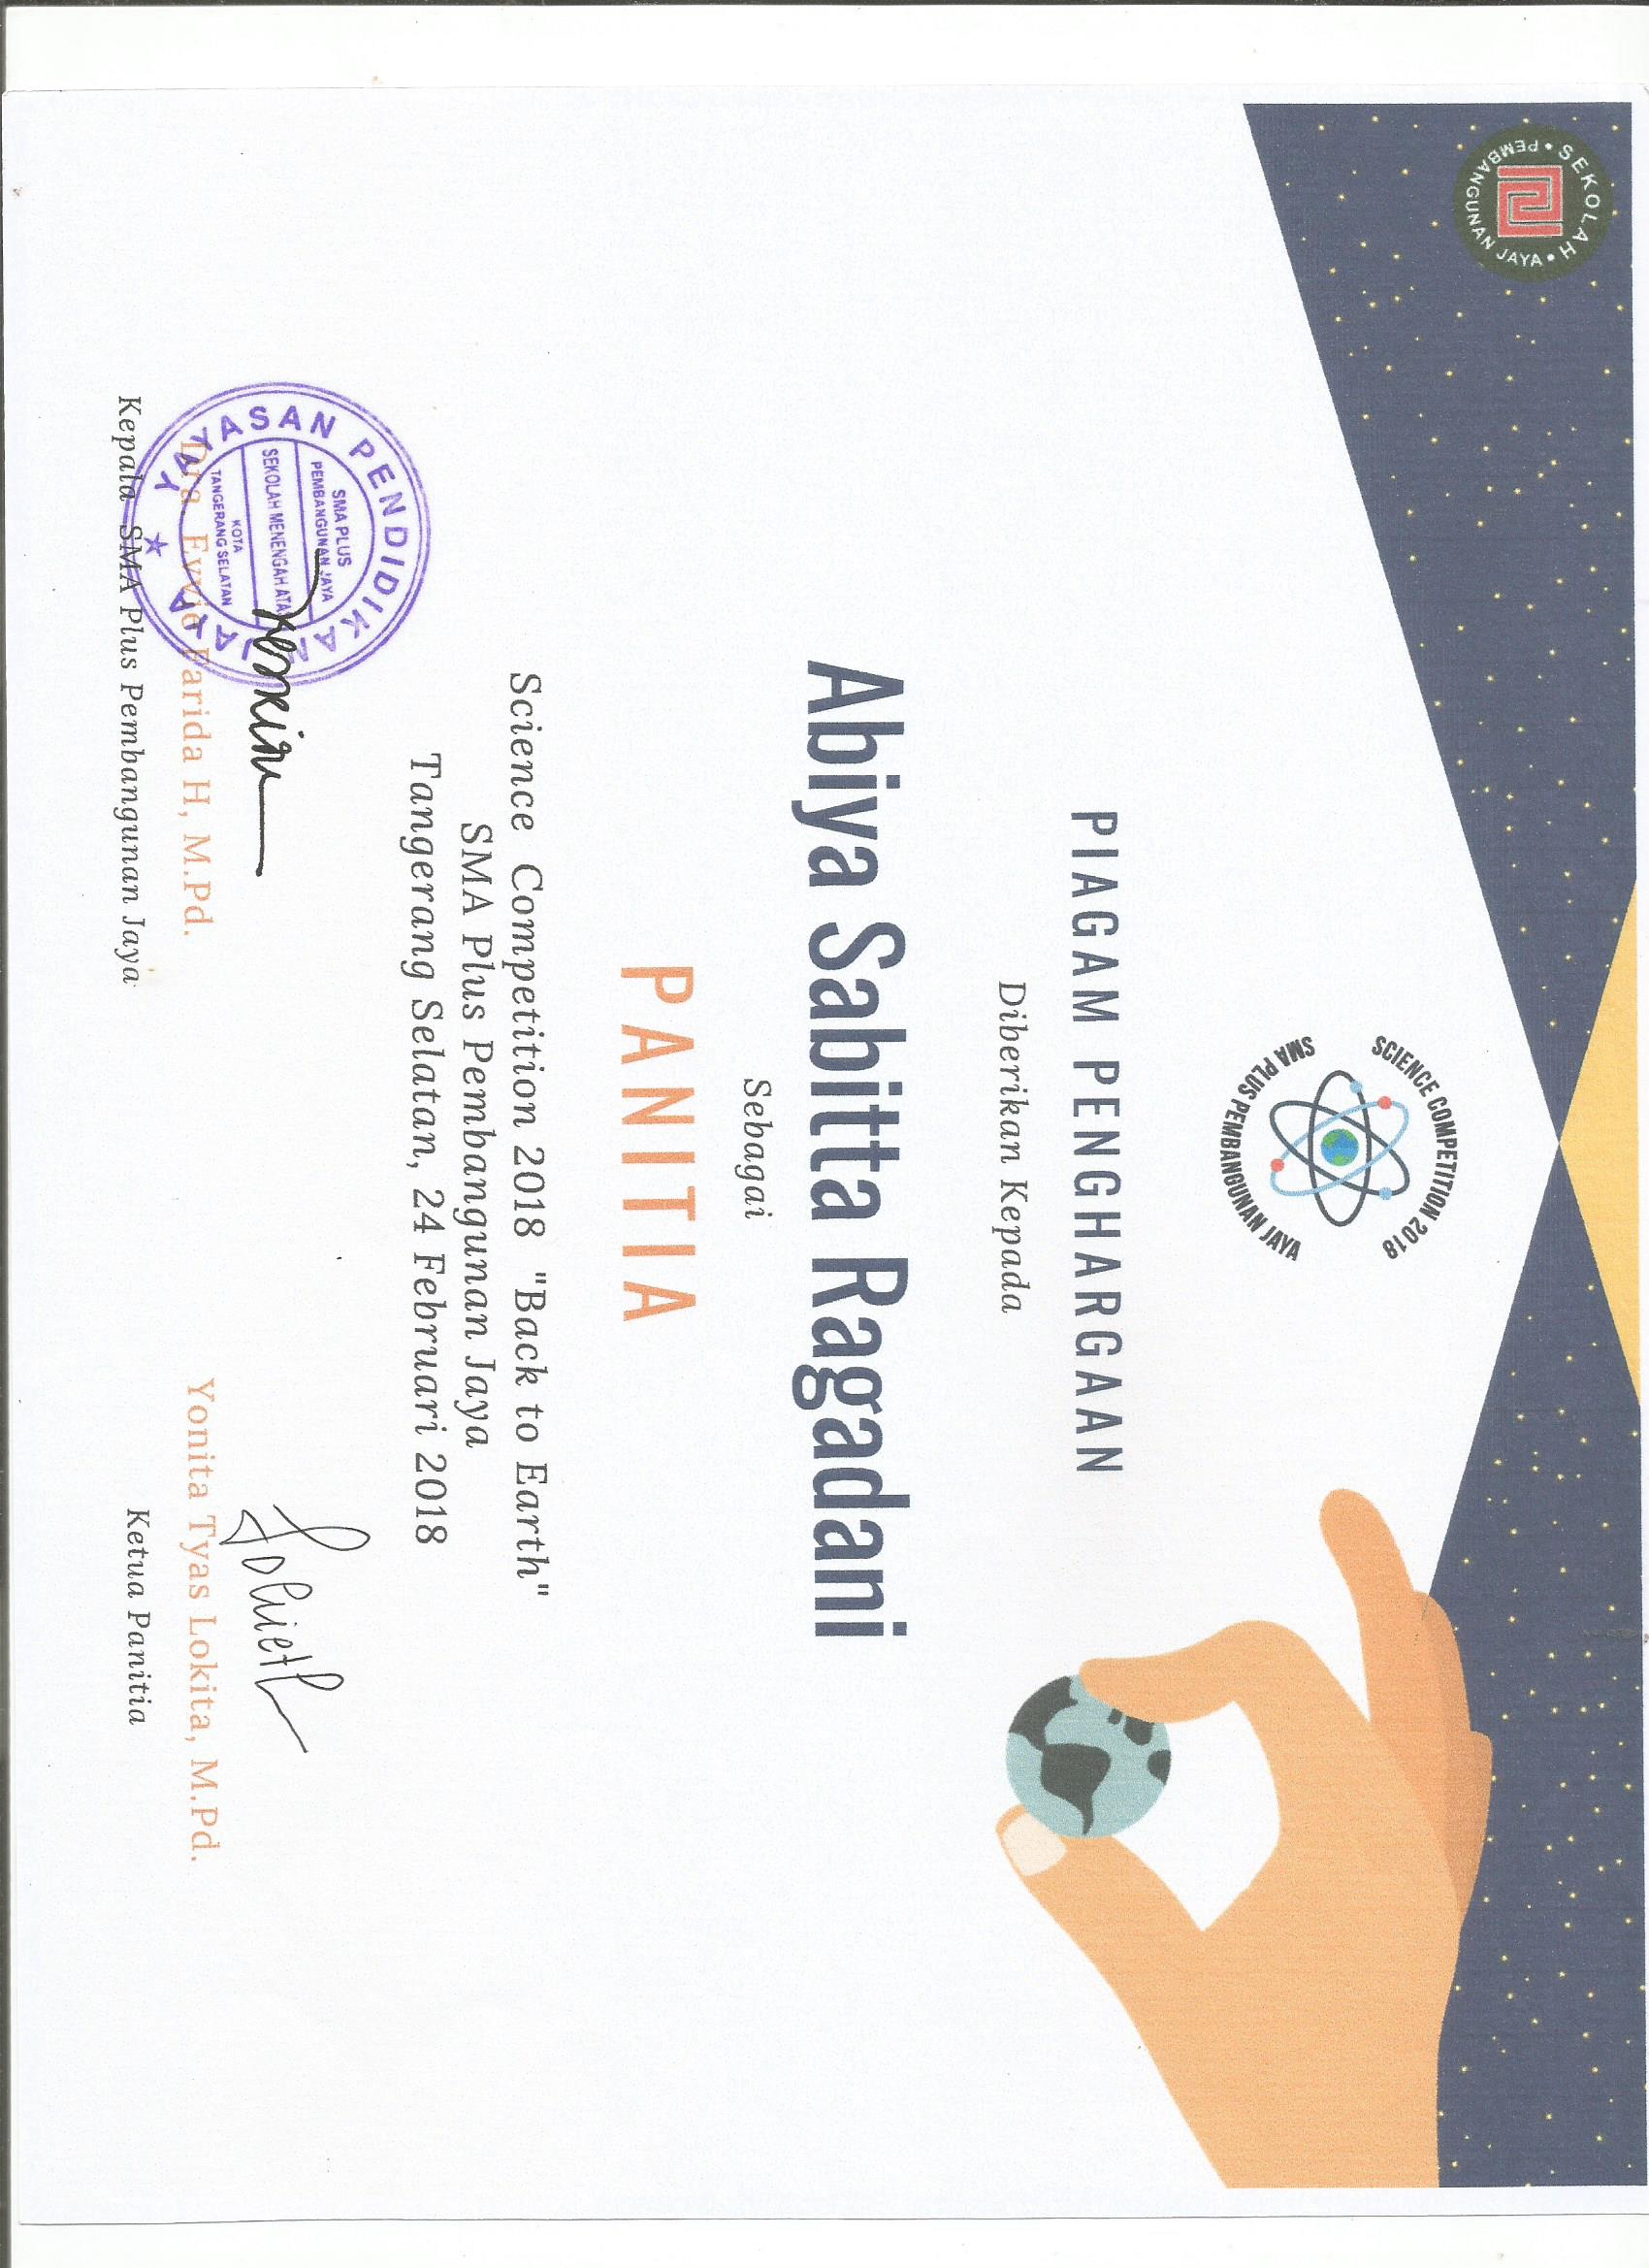 SEKOLAH
PEMBANGUNAN JAYA
SCIENCE COMPETITION 2018
SMA PLUS PEMBANGUNAN JAYA
PIAGAM PENGHARGAAN
Diberikan Kepada
Abiya Sabitta Ragadani
Sebagai
PANITIA
Science Competition 2018 "Back to Earth"
SMA Plus Pembangunan Jaya
Tangerang Selatan, 24 Februari 2018
YAYASAN PENDIDIKAN JAYA
SMA PLUS
PEMBANGUNAN JAYA
SEKOLAH MENENGAH ATAS
KOTA
TANGERANG SELATAN
Dra. Evvie Farida H, M.Pd.
Kepala SMA Plus Pembangunan Jaya
Yonita Tyas Lokita, M.Pd.
Ketua Panitia